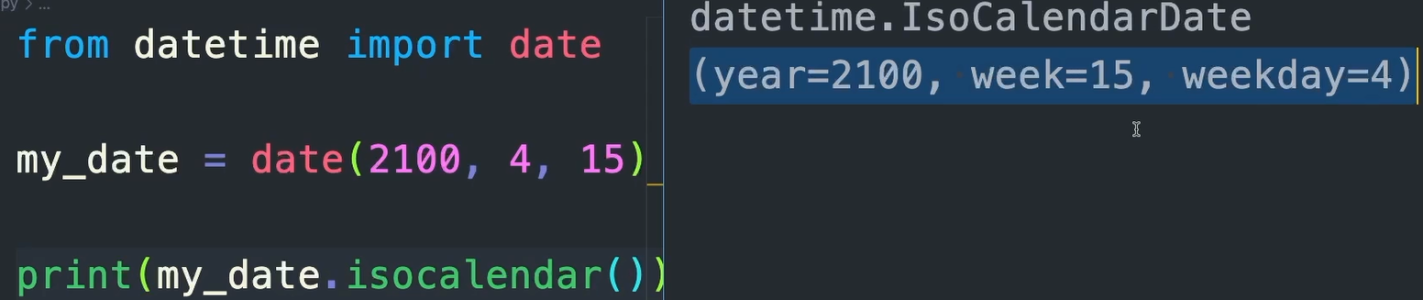 py > ...
from datetime import date
my_date = date(2100, 4, 15)
print(my_date.isocalendar())
datetime.IsoCalendarDate
(year=2100, week=15, weekday=4)